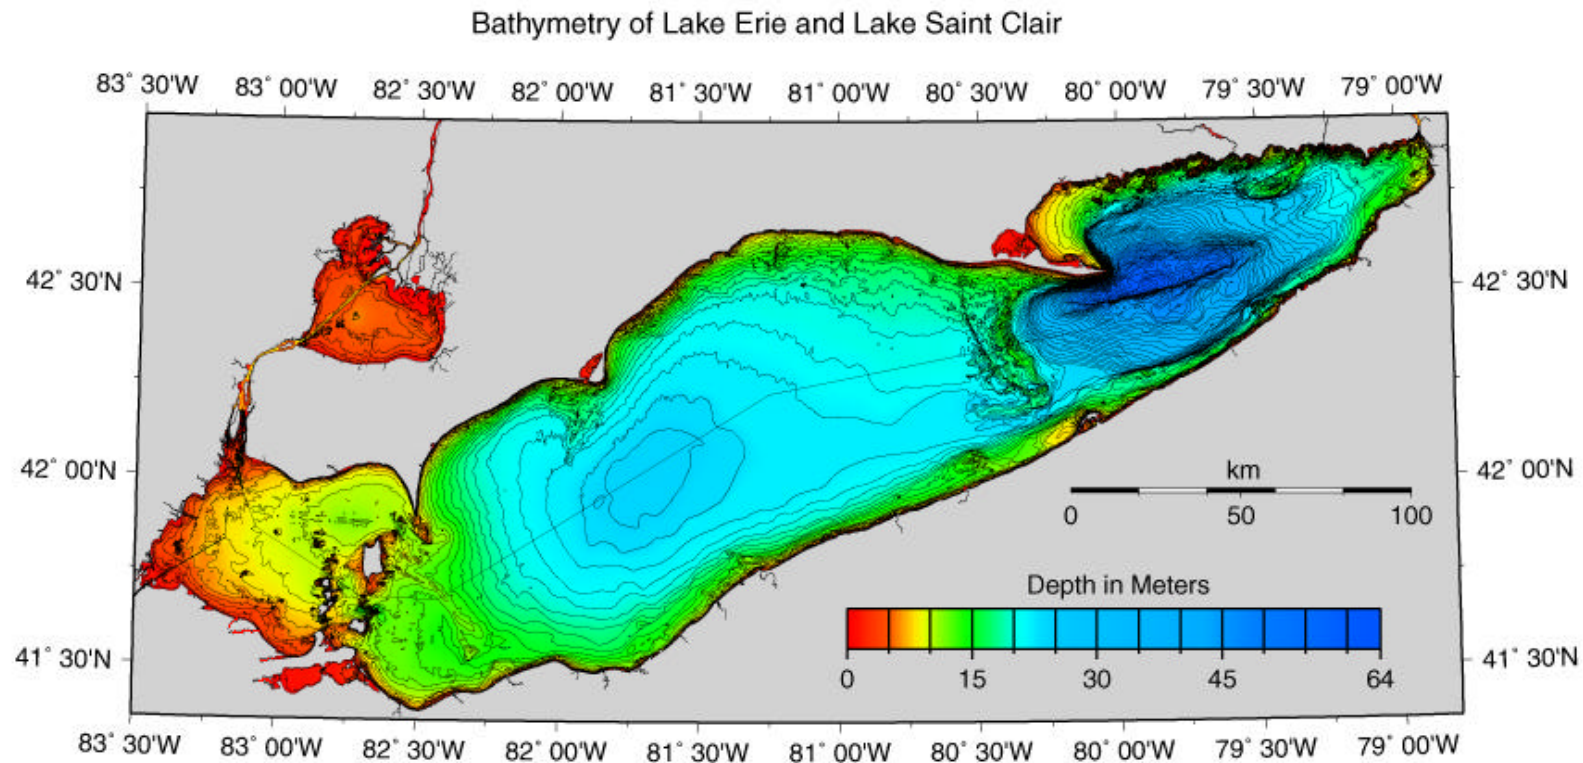 Bathymetry of Lake Erie and Lake Saint Clair
83° 30'W 83° 00'W 82° 30'W 82° 00'W 81° 30'W 81° 00'W 80° 30'W 80° 00'W 79° 30'W 79° 00'W
42° 30'N 42° 30'N
42° 00'N 42° 00'N
km
0 50 100
Depth in Meters
0 15 30 45 64
41° 30'N 41° 30'N
83° 30'W 83° 00'W 82° 30'W 82° 00'W 81° 30'W 81° 00'W 80° 30'W 80° 00'W 79° 30'W 79° 00'W